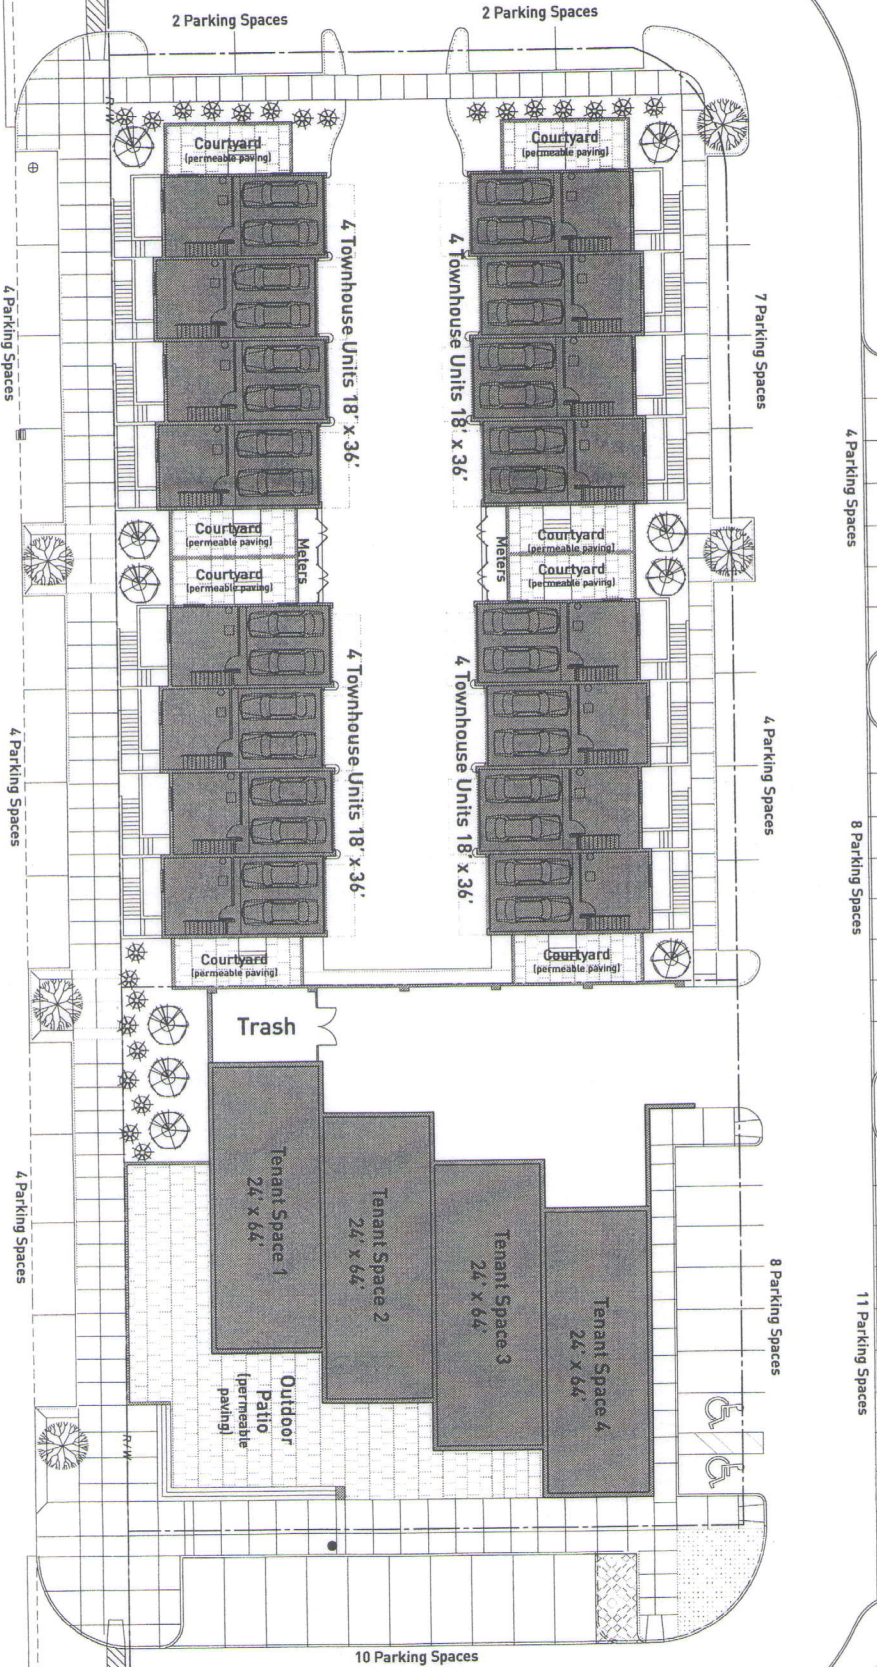 2 Parking Spaces
2 Parking Spaces
R/W
Courtyard
(permeable paving)
Courtyard
(permeable paving)
4 Townhouse Units 18' x 36'
4 Townhouse Units 18' x 36'
4 Parking Spaces
7 Parking Spaces
4 Parking Spaces
Courtyard
(permeable paving)
Courtyard
(permeable paving)
Meters
Meters
Courtyard
(permeable paving)
Courtyard
(permeable paving)
4 Townhouse Units 18' x 36'
4 Townhouse Units 18' x 36'
4 Parking Spaces
4 Parking Spaces
8 Parking Spaces
Courtyard
(permeable paving)
Courtyard
(permeable paving)
Trash
Tenant Space 1
24' x 64'
Tenant Space 2
24' x 64'
Tenant Space 3
24' x 64'
Tenant Space 4
24' x 64'
4 Parking Spaces
8 Parking Spaces
11 Parking Spaces
Outdoor
Patio
(permeable
paving)
R/W
10 Parking Spaces